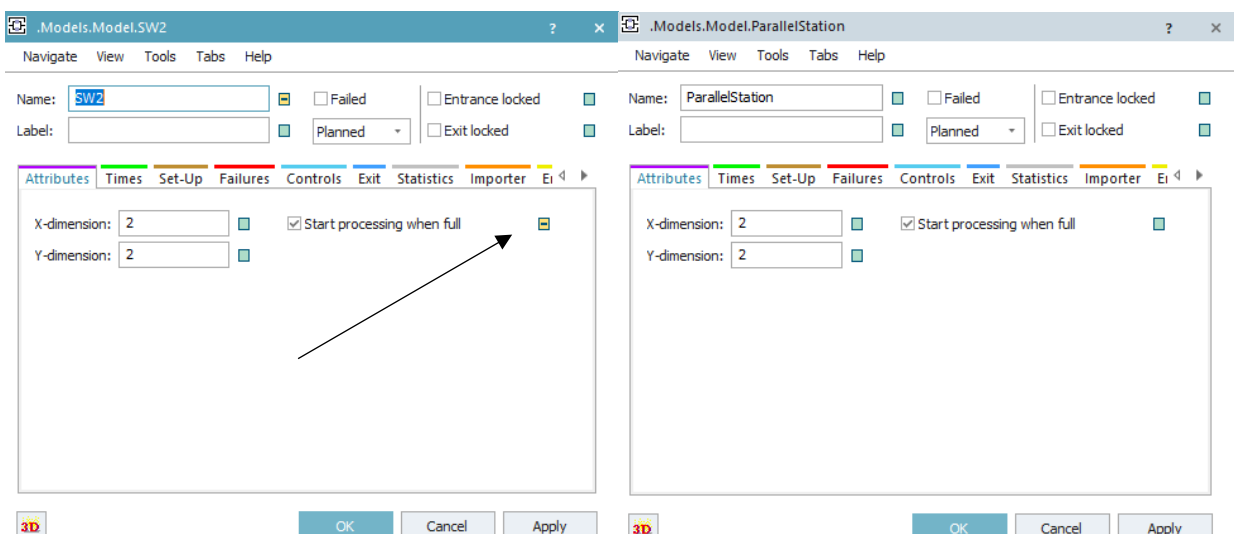 .Models.Model.SW2 ? ×
Navigate View Tools Tabs Help
Name: SW2 Failed Entrance locked
Label: Planned Exit locked
Attributes Times Set-Up Failures Controls Exit Statistics Importer
X-dimension: 2 Start processing when full
Y-dimension: 2
3D OK Cancel Apply
.Models.Model.ParallelStation ? ×
Navigate View Tools Tabs Help
Name: ParallelStation Failed Entrance locked
Label: Planned Exit locked
Attributes Times Set-Up Failures Controls Exit Statistics Importer
X-dimension: 2 Start processing when full
Y-dimension: 2
3D OK Cancel Apply